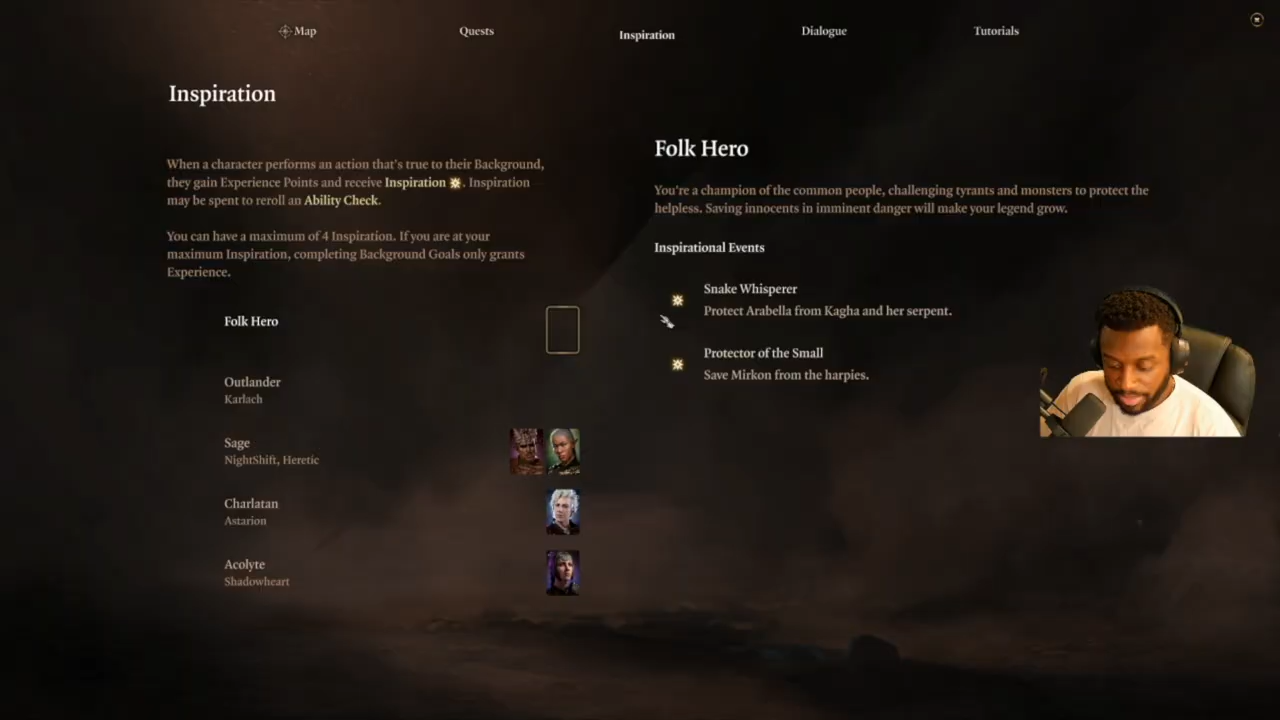 Map
Quests
Inspiration
Dialogue
Tutorials
Inspiration
When a character performs an action that's true to their Background,
they gain Experience Points and receive Inspiration. Inspiration
may be spent to reroll an Ability Check.
You can have a maximum of 4 Inspiration. If you are at your
maximum Inspiration, completing Background Goals only grants
Experience.
Folk Hero
Outlander
Karlach
Sage
NightShift, Heretic
Charlatan
Astarion
Acolyte
Shadowheart
Folk Hero
You're a champion of the common people, challenging tyrants and monsters to protect the
helpless. Saving innocents in imminent danger will make your legend grow.
Inspirational Events
Snake Whisperer
Protect Arabella from Kagha and her serpent.
Protector of the Small
Save Mirkon from the harpies.